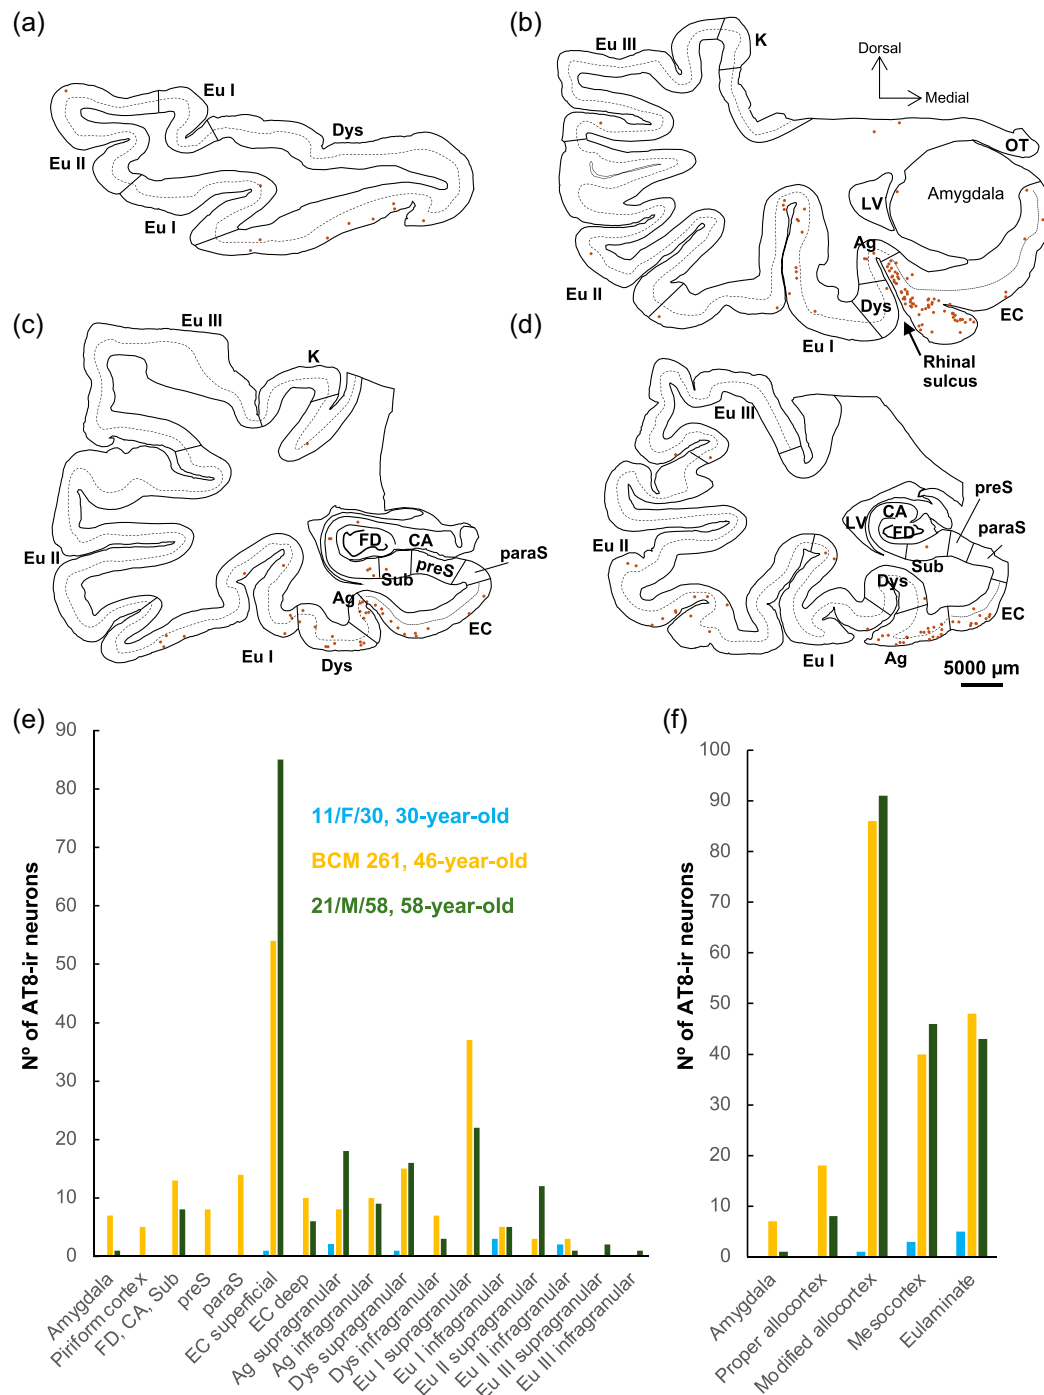 (a)
Eu I
Dys
Eu II
Eu I
(b)
Eu III
K
Dorsal
Medial
OT
LV
Amygdala
Ag
Eu II
Dys
EC
Eu I
Rhinal
sulcus
(c)
Eu III
K
FD
CA
paraS
Eu II
Sub
preS
Ag
EC
Eu I
Dys
(d)
Eu III
preS
CA
LV
FD
paraS
Eu II
Sub
Dys
EC
Eu I
Ag
5000 µm
(e)
90
80
70
60
50
40
30
20
10
0
Nº of AT8-ir neurons
11/F/30, 30-year-old
BCM 261, 46-year-old
21/M/58, 58-year-old
Amygdala
Piriform cortex
FD, CA, Sub
preS
paraS
EC superficial
EC deep
Ag supragranular
Ag infragranular
Dys supragranular
Dys infragranular
Eu I supragranular
Eu I infragranular
Eu II supragranular
Eu II infragranular
Eu III supragranular
Eu III infragranular
(f)
100
90
80
70
60
50
40
30
20
10
0
Nº of AT8-ir neurons
Amygdala
Proper allocortex
Modified allocortex
Mesocortex
Eulaminate